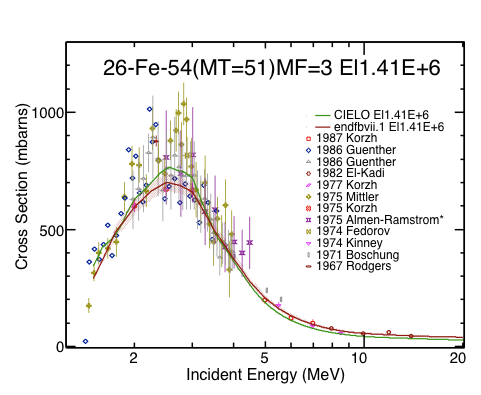 26-Fe-54(MT=51)MF=3 El1.41E+6
Cross Section (mbarns)
1000
500
0
CIELO El1.41E+6
endfbvii.1 El1.41E+6
1987 Korzh
1986 Guenther
1986 Guenther
1982 El-Kadi
1977 Korzh
1975 Mittler
1975 Korzh
1975 Almen-Ramstrom*
1974 Fedorov
1974 Kinney
1971 Boschung
1967 Rodgers
2 5 10 20
Incident Energy (MeV)